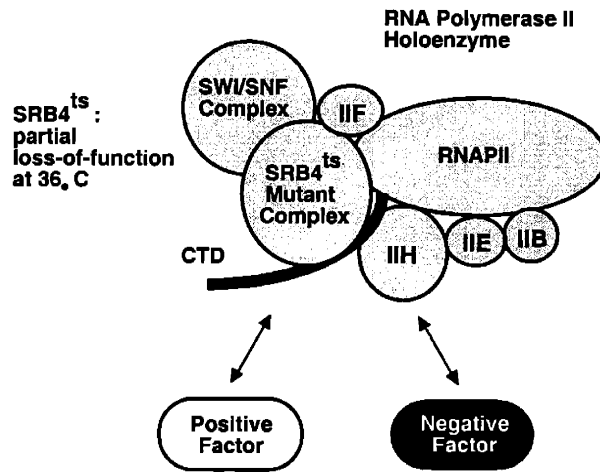 RNA Polymerase II
Holoenzyme
SWI/SNF
Complex
IIF
SRB4ts :
partial
loss-of-function
at 36. C
RNAPII
SRB4ts
Mutant
Complex
CTD
IIH
IIE
IIB
Positive
Factor
Negative
Factor